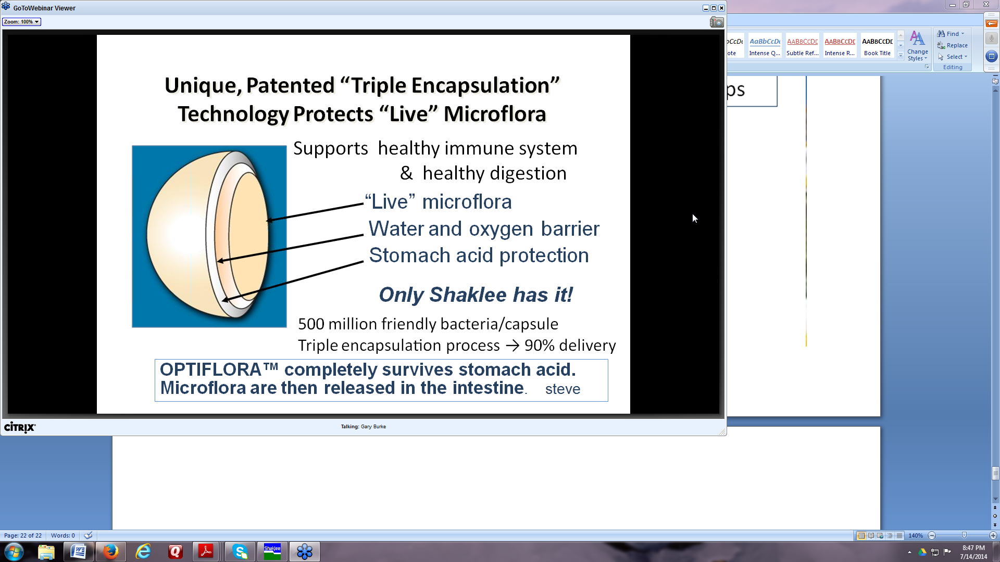 GoToWebinar Viewer
Zoom: 100%
Unique, Patented “Triple Encapsulation”
Technology Protects “Live” Microflora
Supports healthy immune system
& healthy digestion
“Live” microflora
Water and oxygen barrier
Stomach acid protection
Only Shaklee has it!
500 million friendly bacteria/capsule
Triple encapsulation process → 90% delivery
OPTIFLORA™ completely survives stomach acid.
Microflora are then released in the intestine. steve
CİTRIX
Talking: Gary Burke
AaBbCcDc AABBCCDE AABBCCDE AABBCCDE
ote Intense Q... Subtle Ref... Intense R... Book Title
Change
Styles
Find
Replace
Select
Editing
ps
Page: 22 of 22 Words: 0
140%
Shaklee
8:47 PM
7/14/2014